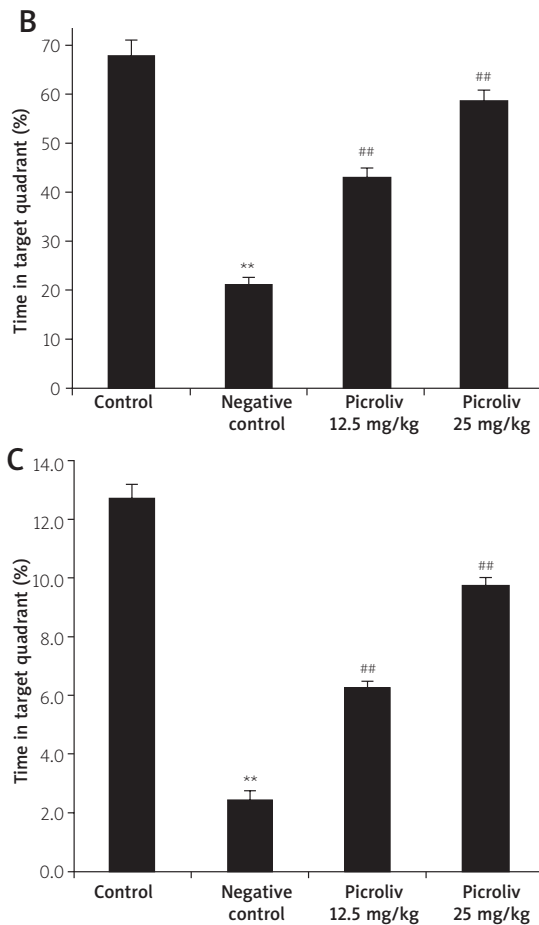 B
Time in target quadrant (%)
70
60
50
40
30
20
10
0
**
##
##
Control
Negative
control
Picroliv
12.5 mg/kg
Picroliv
25 mg/kg
C
Time in target quadrant (%)
14.0
12.0
10.0
8.0
6.0
4.0
2.0
0.0
**
##
##
Control
Negative
control
Picroliv
12.5 mg/kg
Picroliv
25 mg/kg